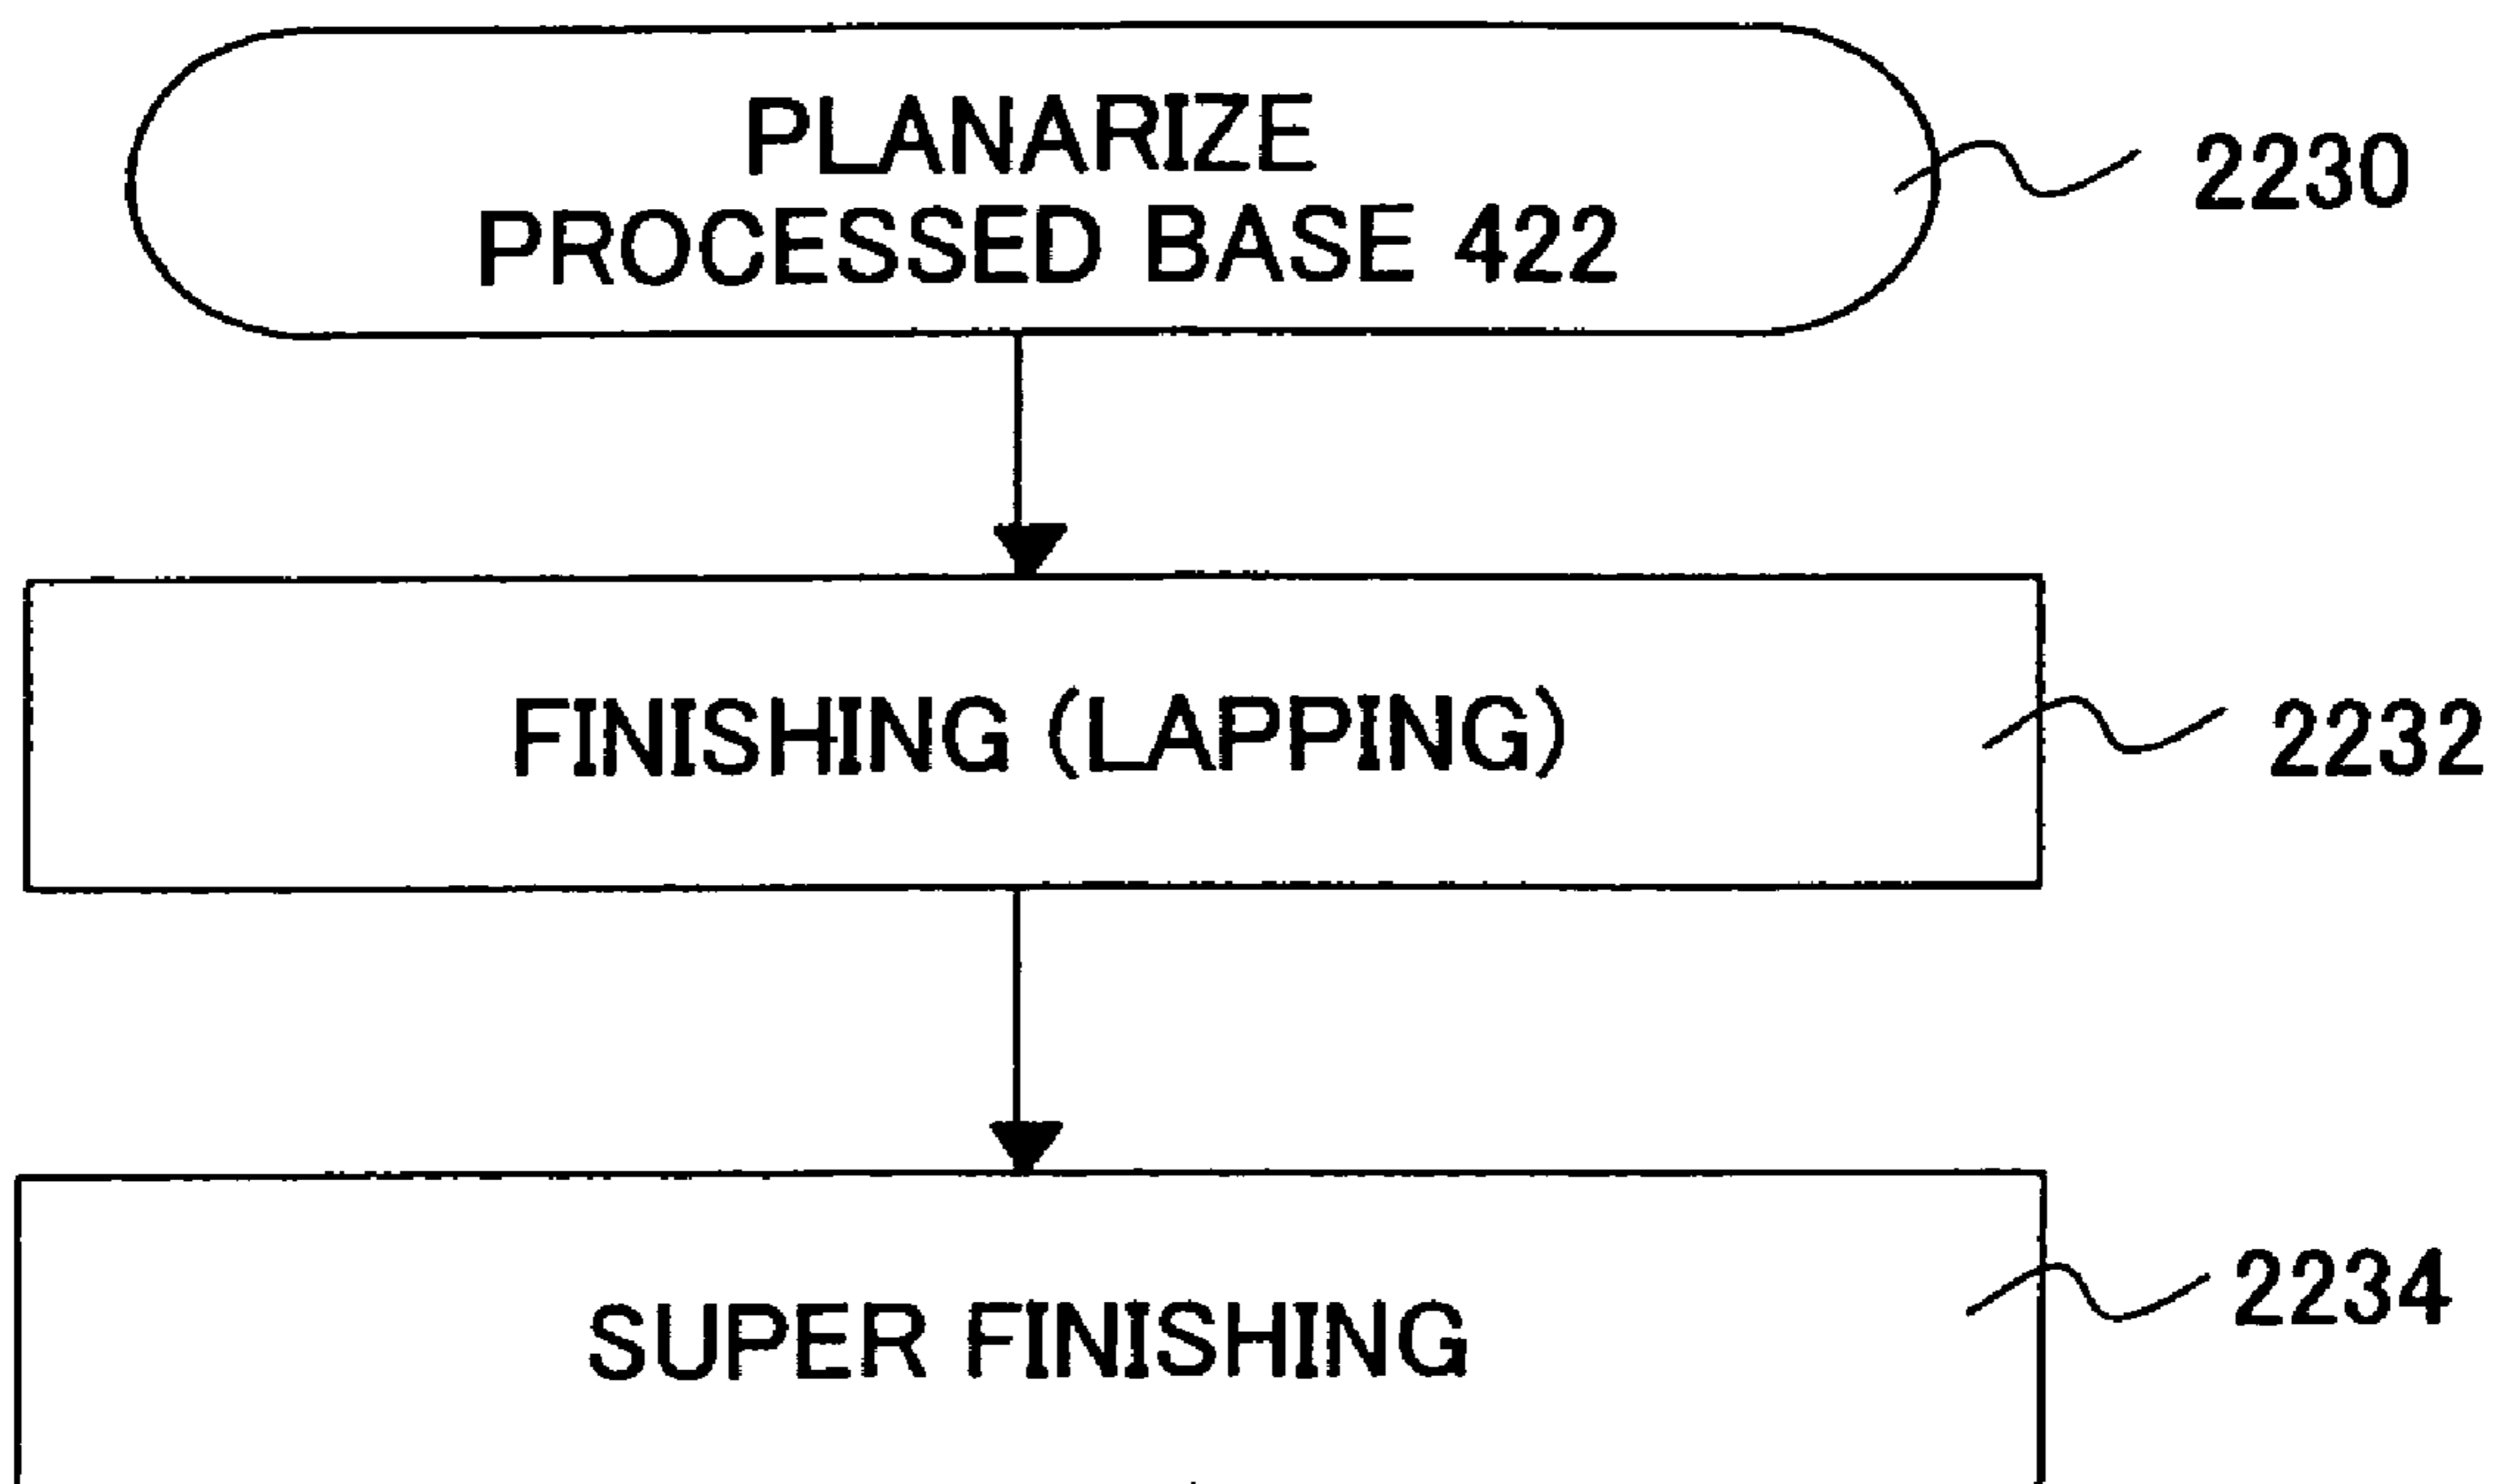 PLANARIZE
PROCESSED BASE 422
2230
FINISHING (LAPPING)
2232
SUPER FINISHING
2234